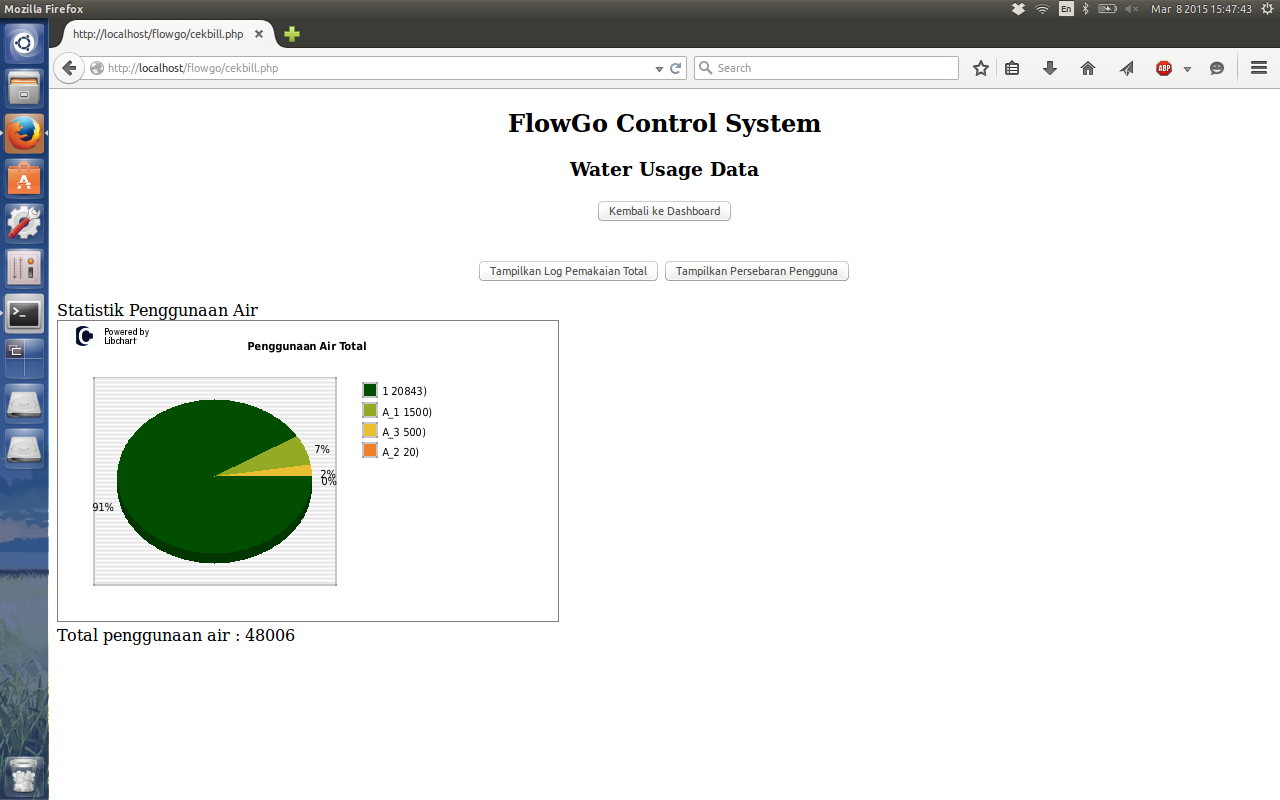 Mozilla Firefox
En
Mar 8 2015 15:47:43
http://localhost/flowgo/cekbill.php
http://localhost/flowgo/cekbill.php
Search
ABP
FlowGo Control System
Water Usage Data
Kembali ke Dashboard
Tampilkan Log Pemakaian Total
Tampilkan Persebaran Pengguna
Statistik Penggunaan Air
Powered by
Libchart
Penggunaan Air Total
1 20843)
A_1 1500)
A_3 500)
A_2 20)
7%
2%
0%
91%
Total penggunaan air : 48006